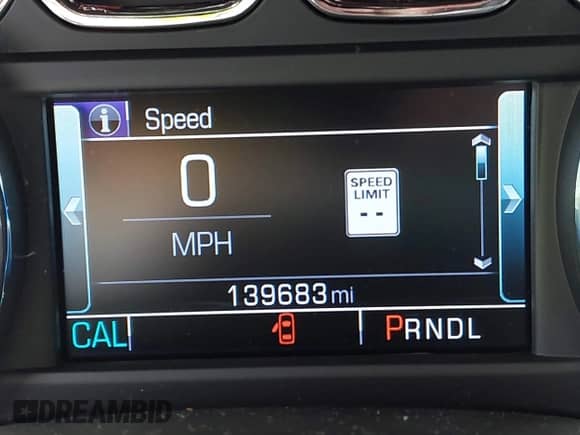 Speed
0
MPH
SPEED
LIMIT
--
139683 mi
CAL
PRNDL
DREAMBID